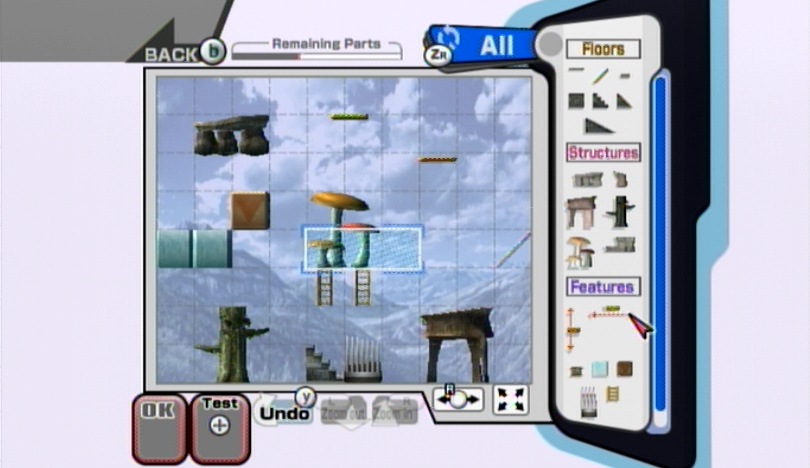 BACK b
Remaining Parts
ZR All
Floors
Structures
Features
OK
Test
Undo y
L Zoom out
R Zoom in
R